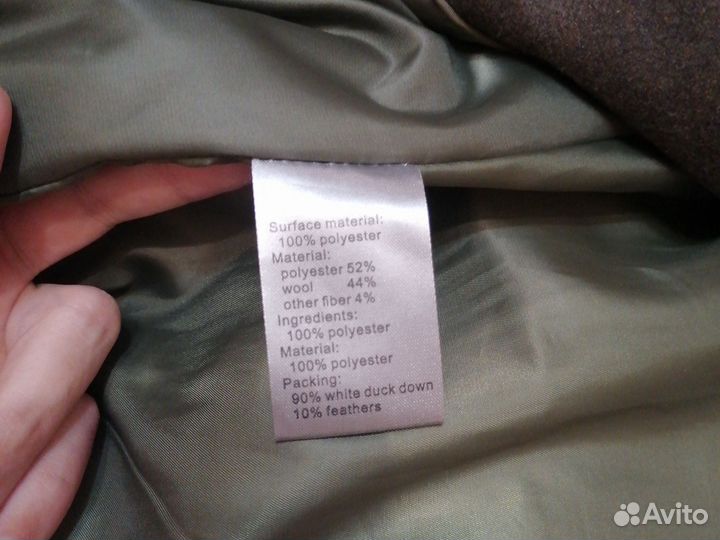 Surface material:
100% polyester
Material:
polyester 52%
wool 44%
other fiber 4%
Ingredients:
100% polyester
Material:
100% polyester
Packing:
90% white duck down
10% feathers
Avito